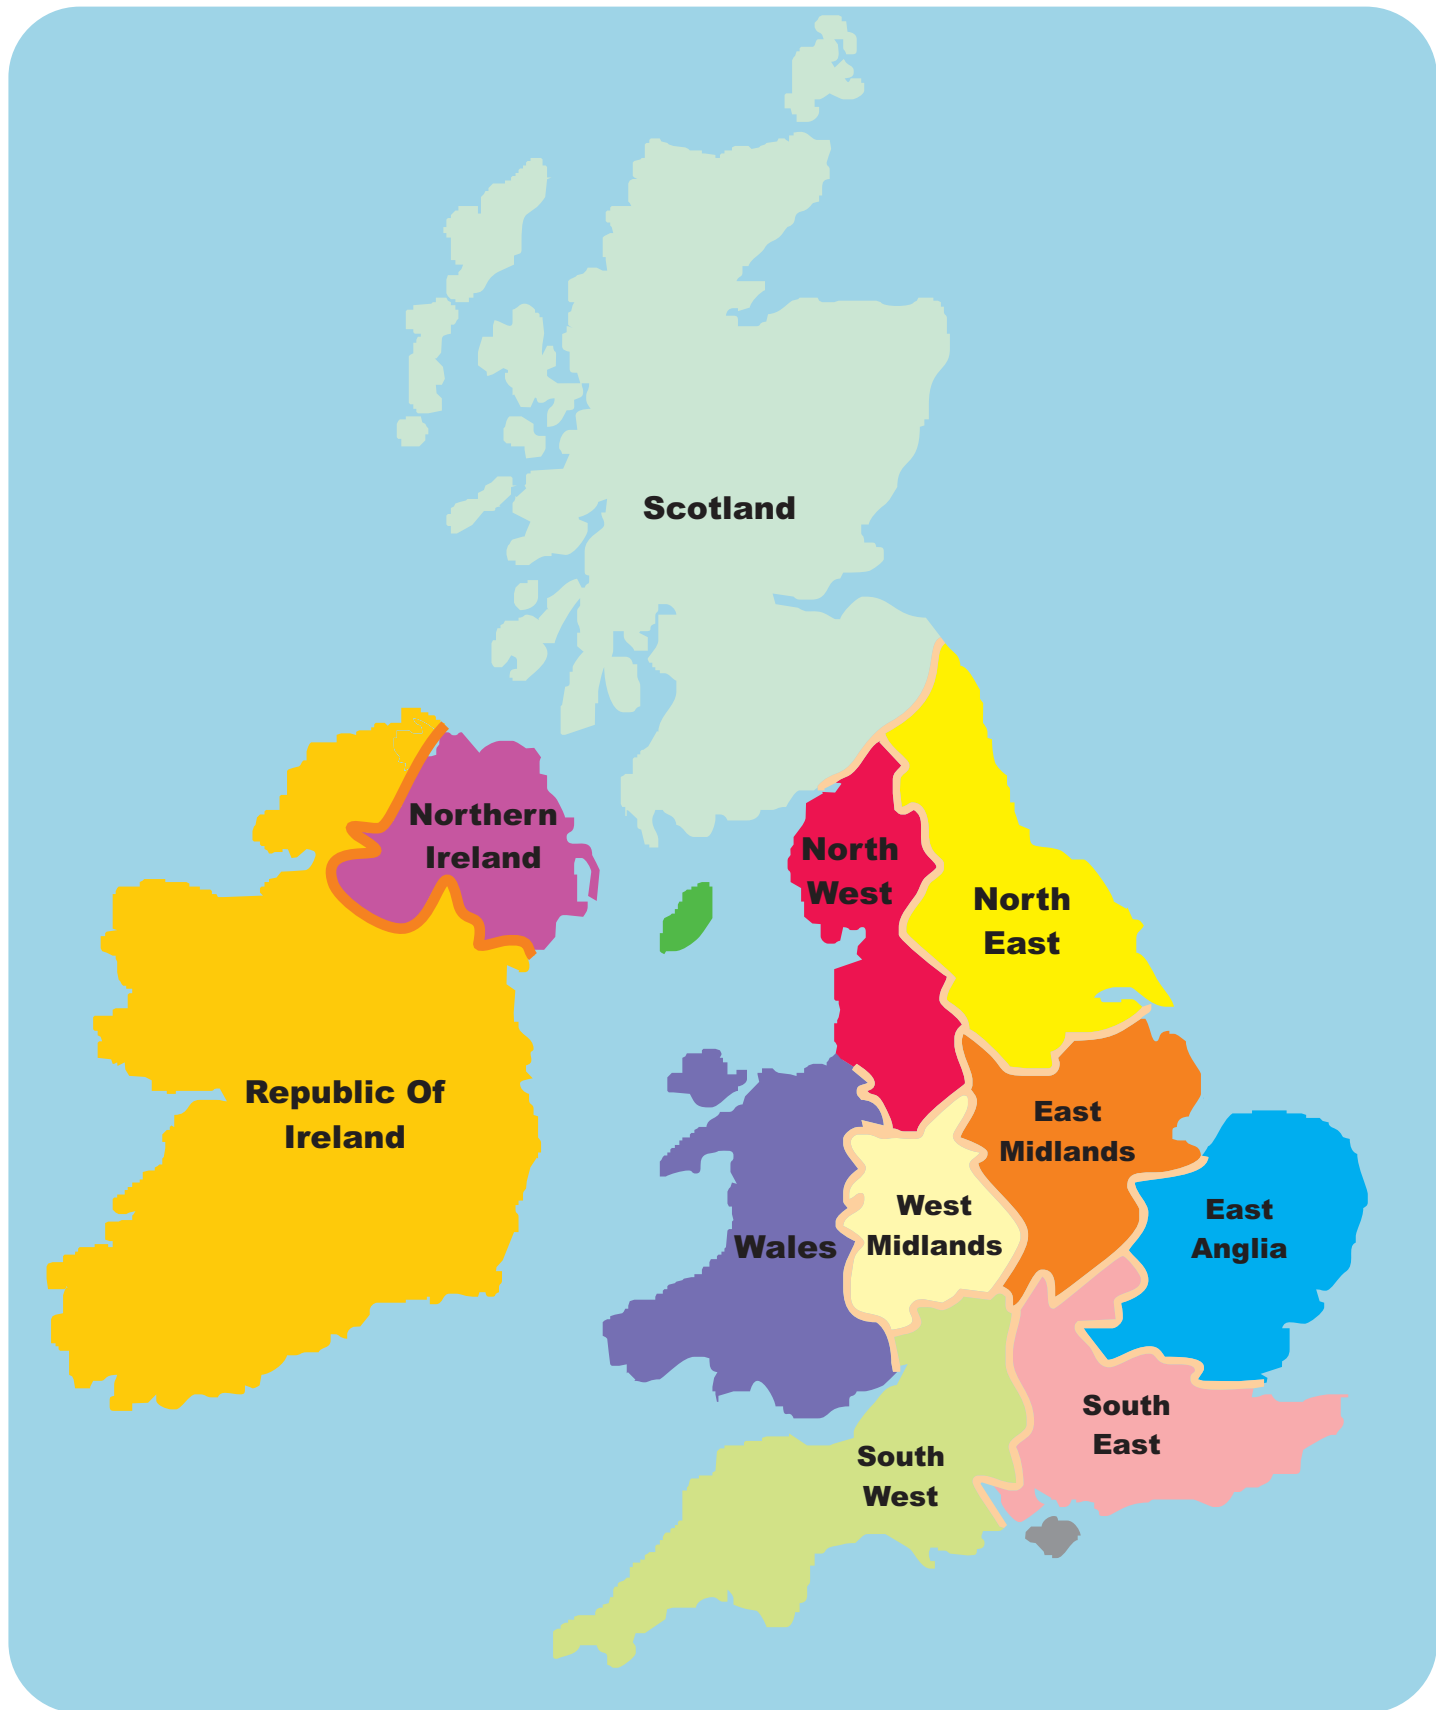 Scotland
Northern
Ireland
North
West
North
East
Republic Of
Ireland
East
Midlands
West
Midlands
East
Anglia
Wales
South
East
South
West